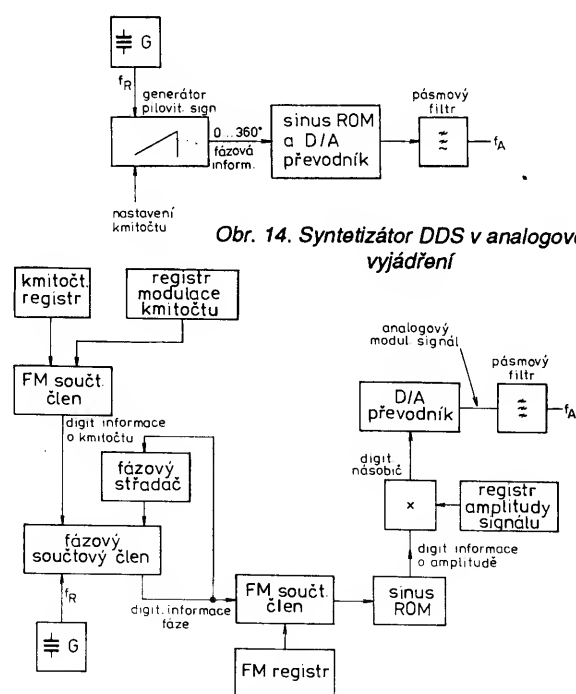 G
f_R
generátor
pilovit. sign
0...360°
fázová
inform.
sinus ROM
a D/A
převodník
pásmový
filtr
f_A
nastavení
kmitočtu
Obr. 14. Syntetizátor DDS v analogové
vyjádření
kmitočt.
registr
registr
modulace
kmitočtu
FM součt.
člen
digit informace
o kmitočtu
fázový
střadač
fázový
součtový člen
f_R
G
digit. informace
fáze
FM součt.
člen
FM registr
sinus
ROM
digit informace
o amplitudě
×
digit.
násobič
registr
amplitudy
signálu
D/A
převodník
analogový
modul. signál
pásmový
filtr
f_A